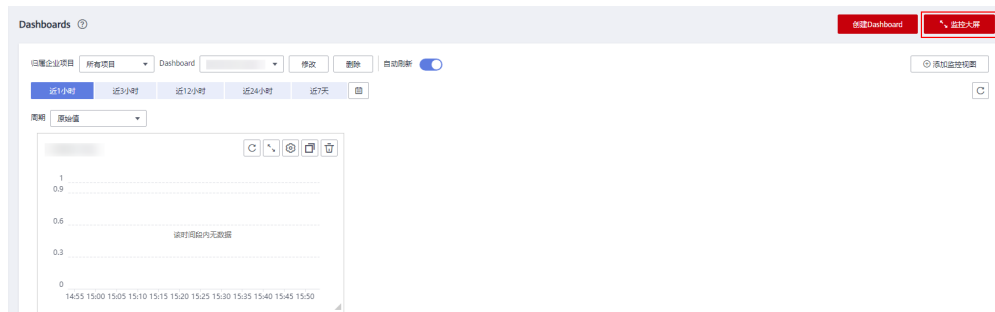 Dashboards
创建Dashboard 监控大屏
归属企业项目 所有项目 Dashboard 修改 删除 自动刷新 添加监控视图
近1小时 近3小时 近12小时 近24小时 近7天
周期 原始值
1
0.9
0.6
该时间段内无数据
0.3
0
14:55 15:00 15:05 15:10 15:15 15:20 15:25 15:30 15:35 15:40 15:45 15:50